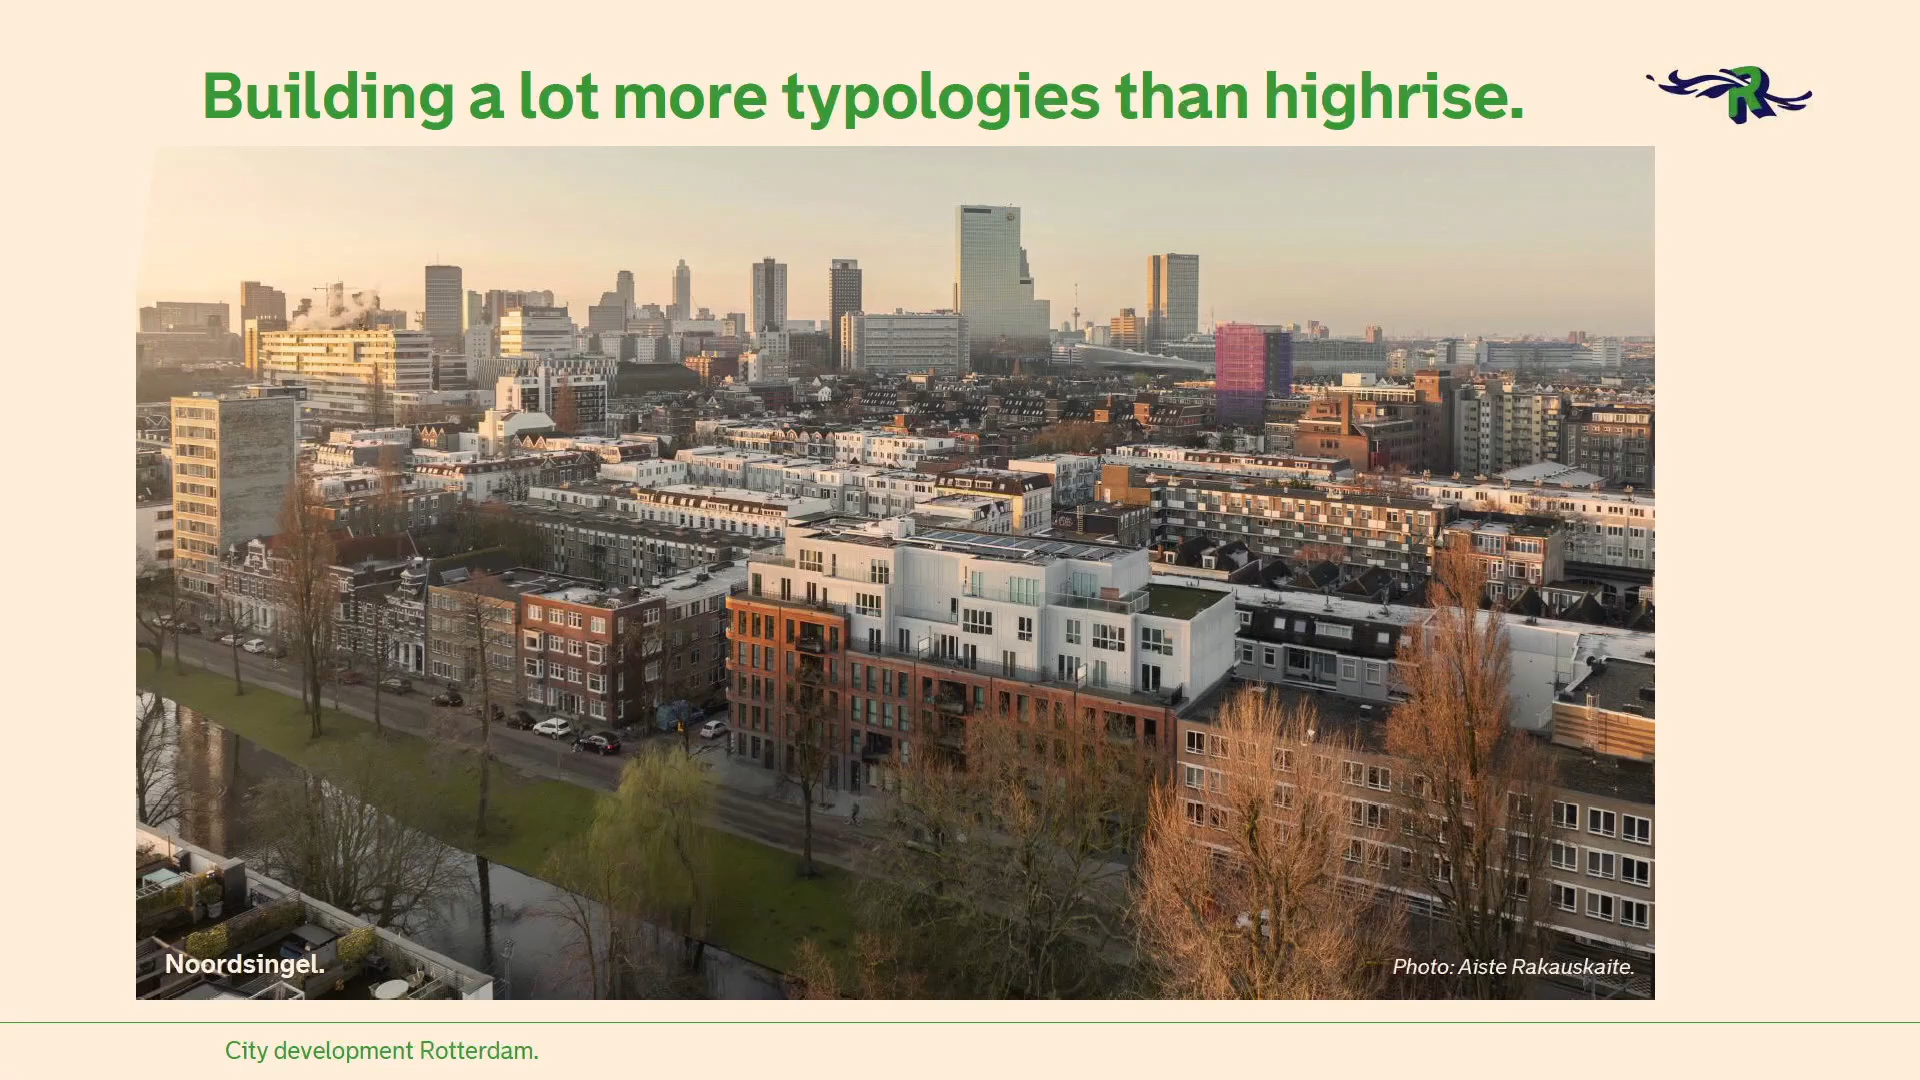 Building a lot more typologies than highrise.
R
Noordsingel.
Photo: Aiste Rakauskaite.
City development Rotterdam.